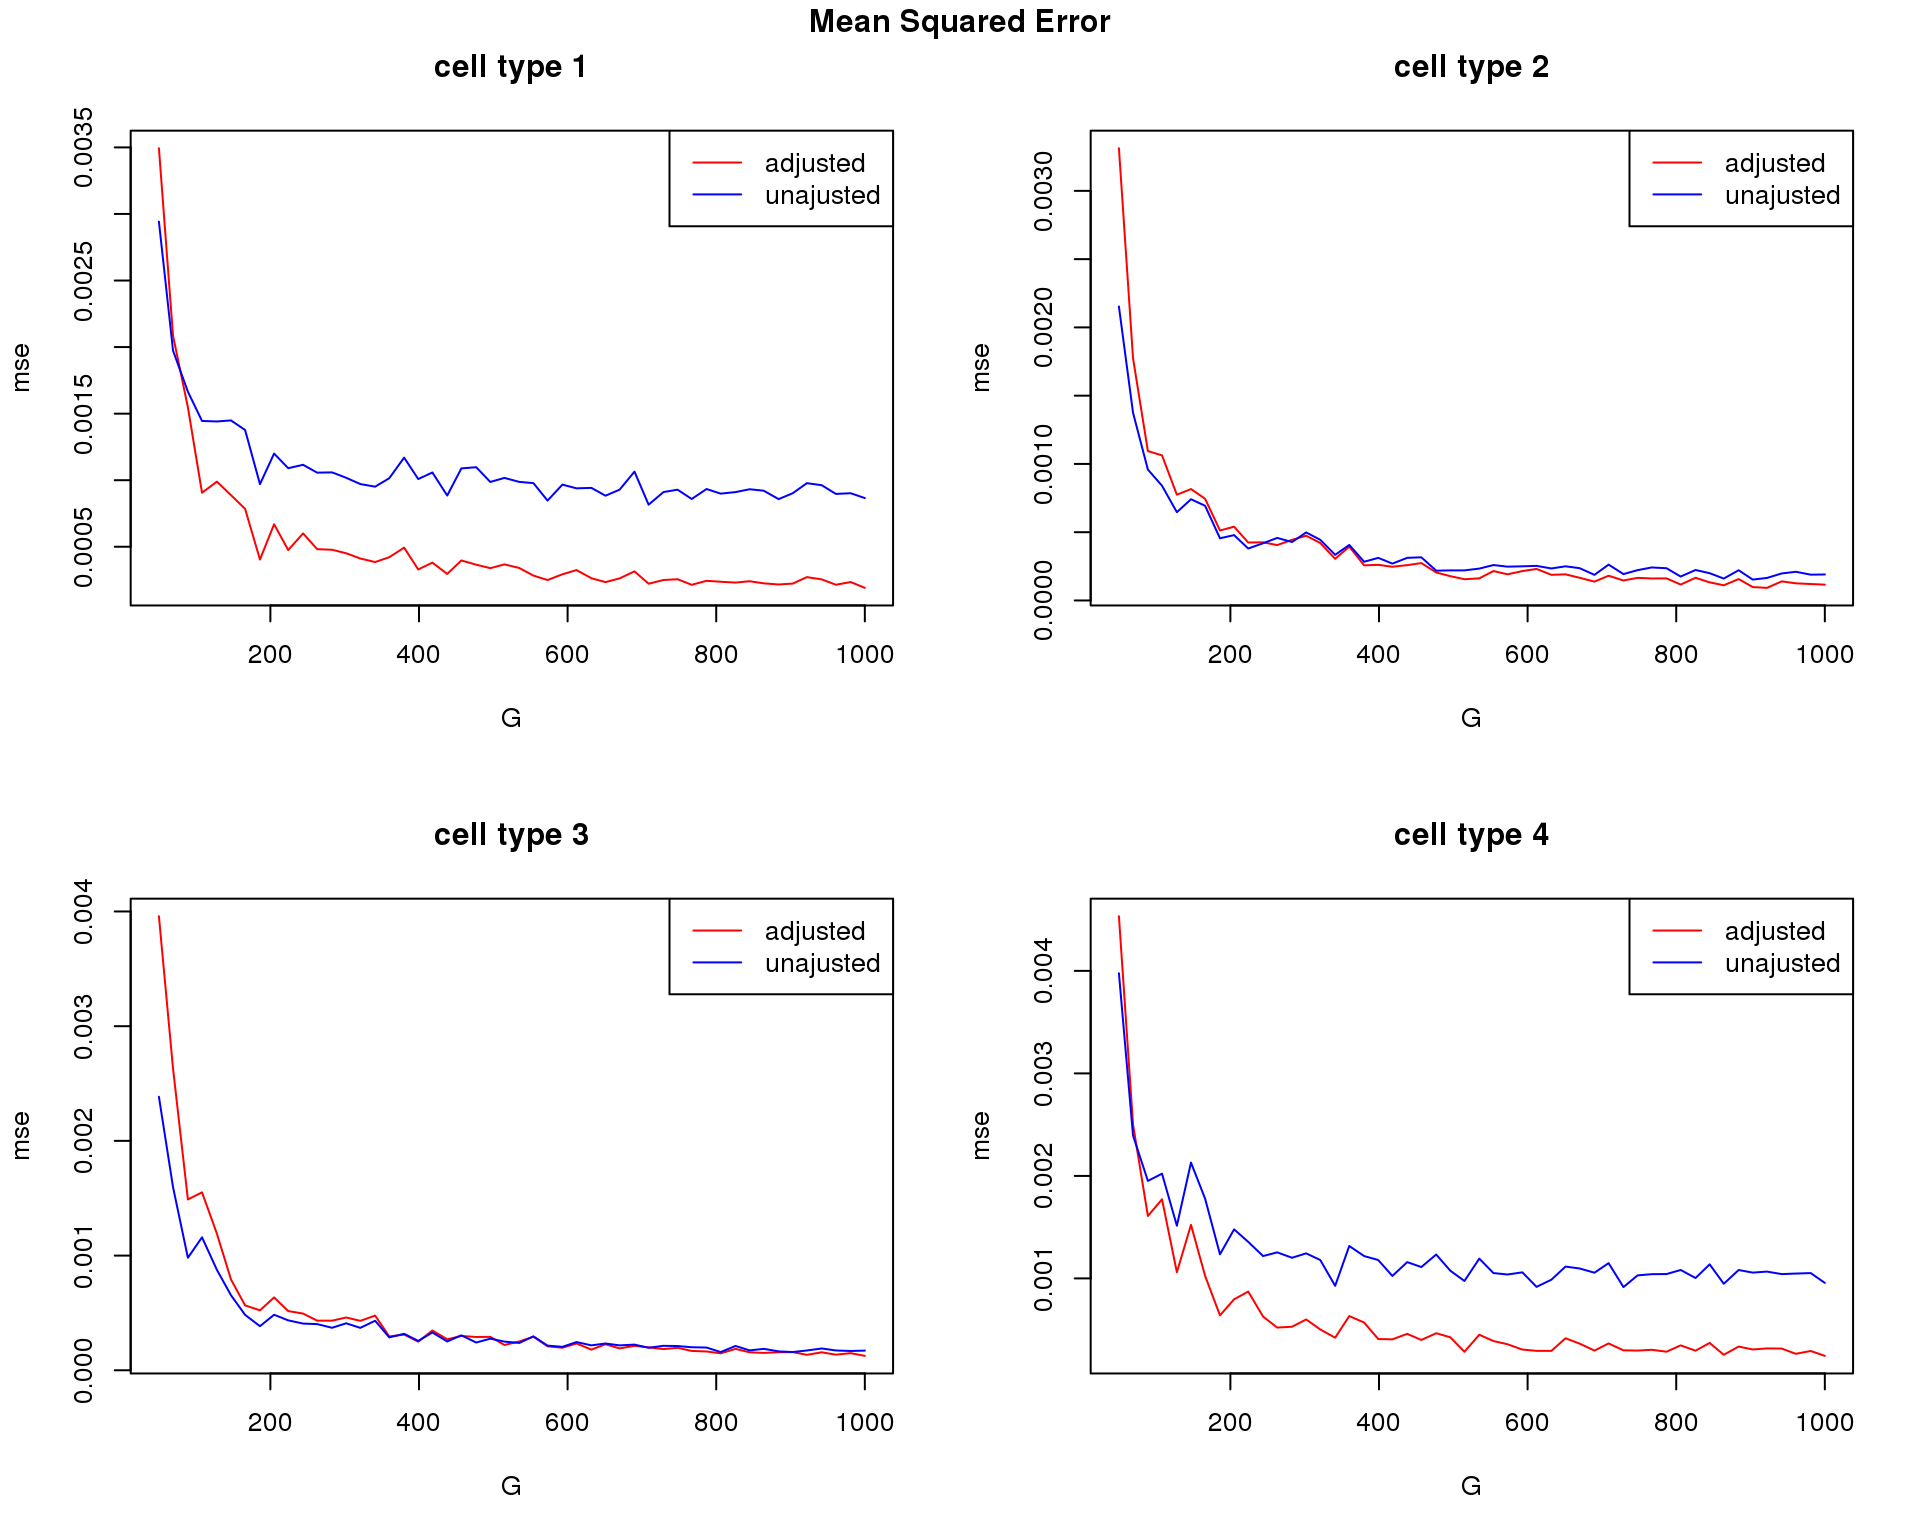 Mean Squared Error
cell type 1
mse
0.0005 0.0015 0.0025 0.0035
adjusted
unajusted
200 400 600 800 1000
G
cell type 2
mse
0.0000 0.0010 0.0020 0.0030
adjusted
unajusted
200 400 600 800 1000
G
cell type 3
mse
0.000 0.001 0.002 0.003 0.004
adjusted
unajusted
200 400 600 800 1000
G
cell type 4
mse
0.001 0.002 0.003 0.004
adjusted
unajusted
200 400 600 800 1000
G